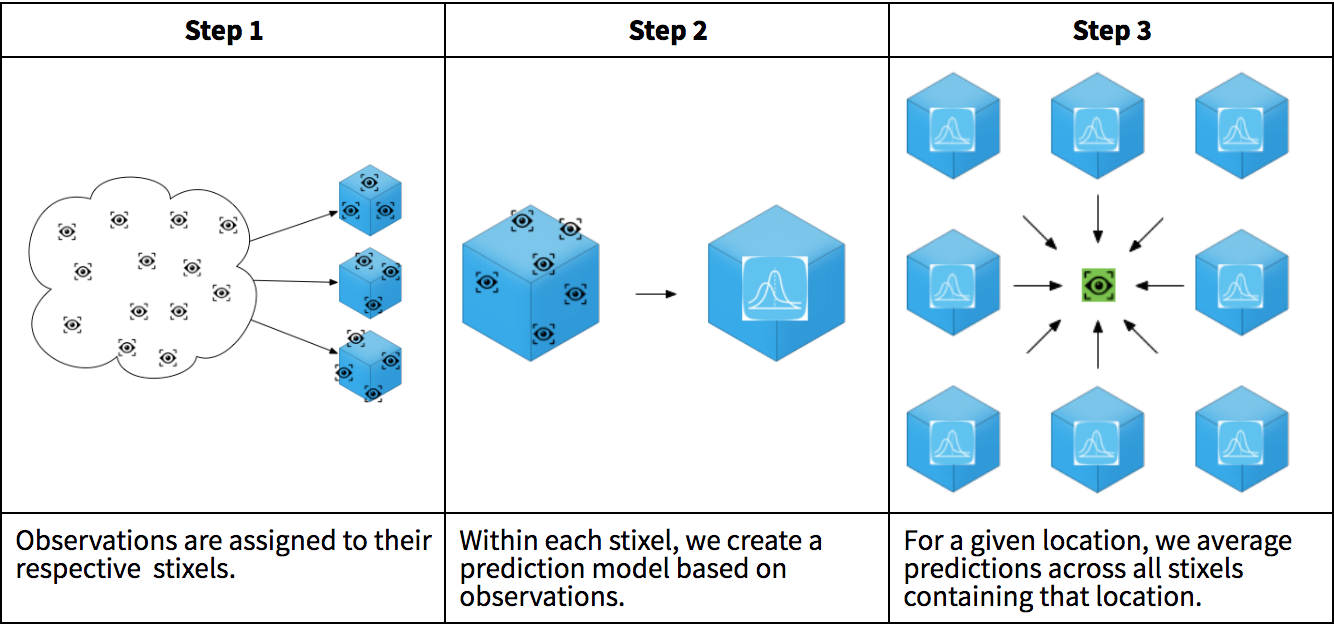 Step 1
Step 2
Step 3
Observations are assigned to their
respective  stixels.
Within each stixel, we create a
prediction model based on
observations.
For a given location, we average
predictions across all stixels
containing that location.